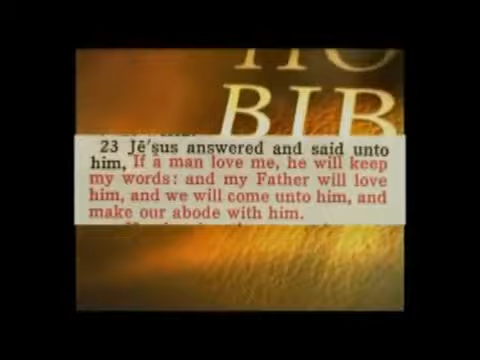 HO
BIB
23 Jē′sus answered and said unto
him, If a man love me, he will keep
my words: and my Father will love
him, and we will come unto him, and
make our abode with him.